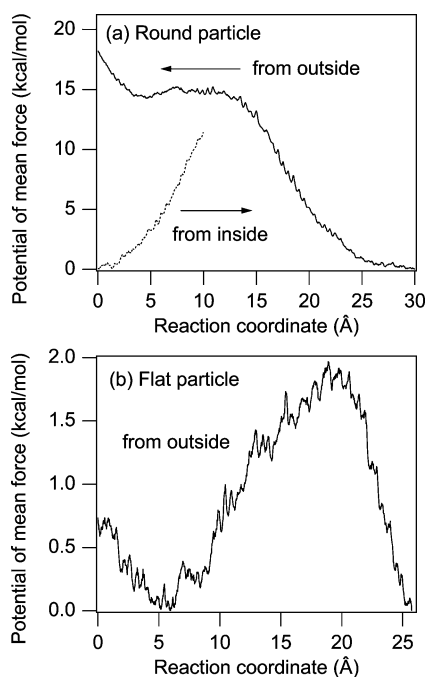 (a) Round particle
from outside
from inside
Potential of mean force (kcal/mol)
20
15
10
5
0
0 5 10 15 20 25 30
Reaction coordinate (Â)
(b) Flat particle
from outside
Potential of mean force (kcal/mol)
2.0
1.5
1.0
0.5
0.0
0 5 10 15 20 25
Reaction coordinate (Â)